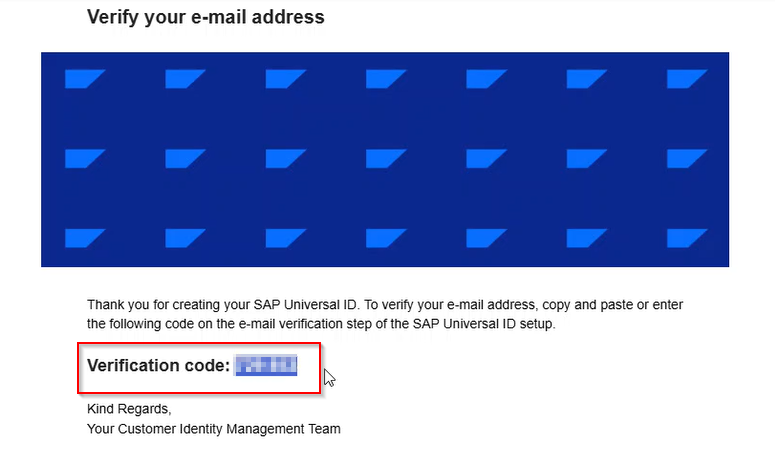 Verify your e-mail address
Thank you for creating your SAP Universal ID. To verify your e-mail address, copy and paste or enter
the following code on the e-mail verification step of the SAP Universal ID setup.
Verification code:
Kind Regards,
Your Customer Identity Management Team